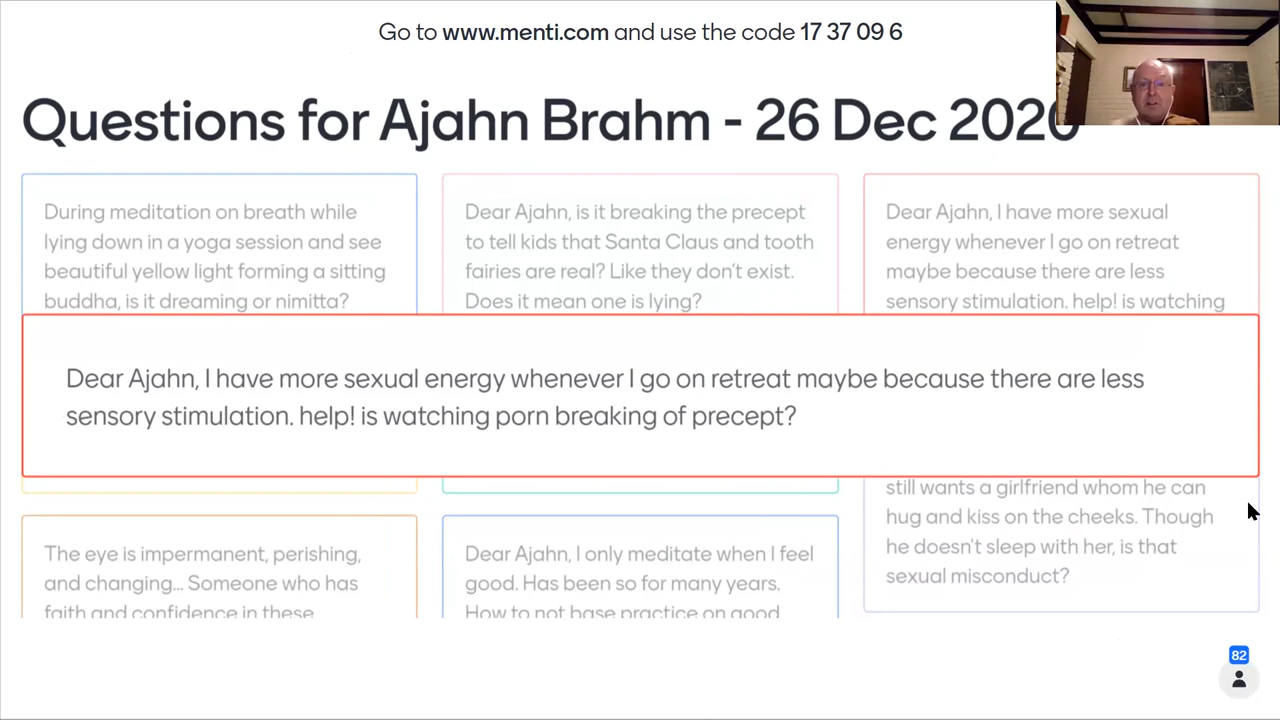 Go to www.menti.com and use the code 17 37 09 6
Questions for Ajahn Brahm - 26 Dec 2020
During meditation on breath while
lying down in a yoga session and see
beautiful yellow light forming a sitting
buddha, is it dreaming or nimitta?
Dear Ajahn, is it breaking the precept
to tell kids that Santa Claus and tooth
fairies are real? Like they don't exist.
Does it mean one is lying?
Dear Ajahn, I have more sexual
energy whenever I go on retreat
maybe because there are less
sensory stimulation. help! is watching
Dear Ajahn, I have more sexual energy whenever I go on retreat maybe because there are less
sensory stimulation. help! is watching porn breaking of precept?
still wants a girlfriend whom he can
hug and kiss on the cheeks. Though
he doesn't sleep with her, is that
sexual misconduct?
The eye is impermanent, perishing,
and changing... Someone who has
faith and confidence in these
Dear Ajahn, I only meditate when I feel
good. Has been so for many years.
How to not base practice on good
82